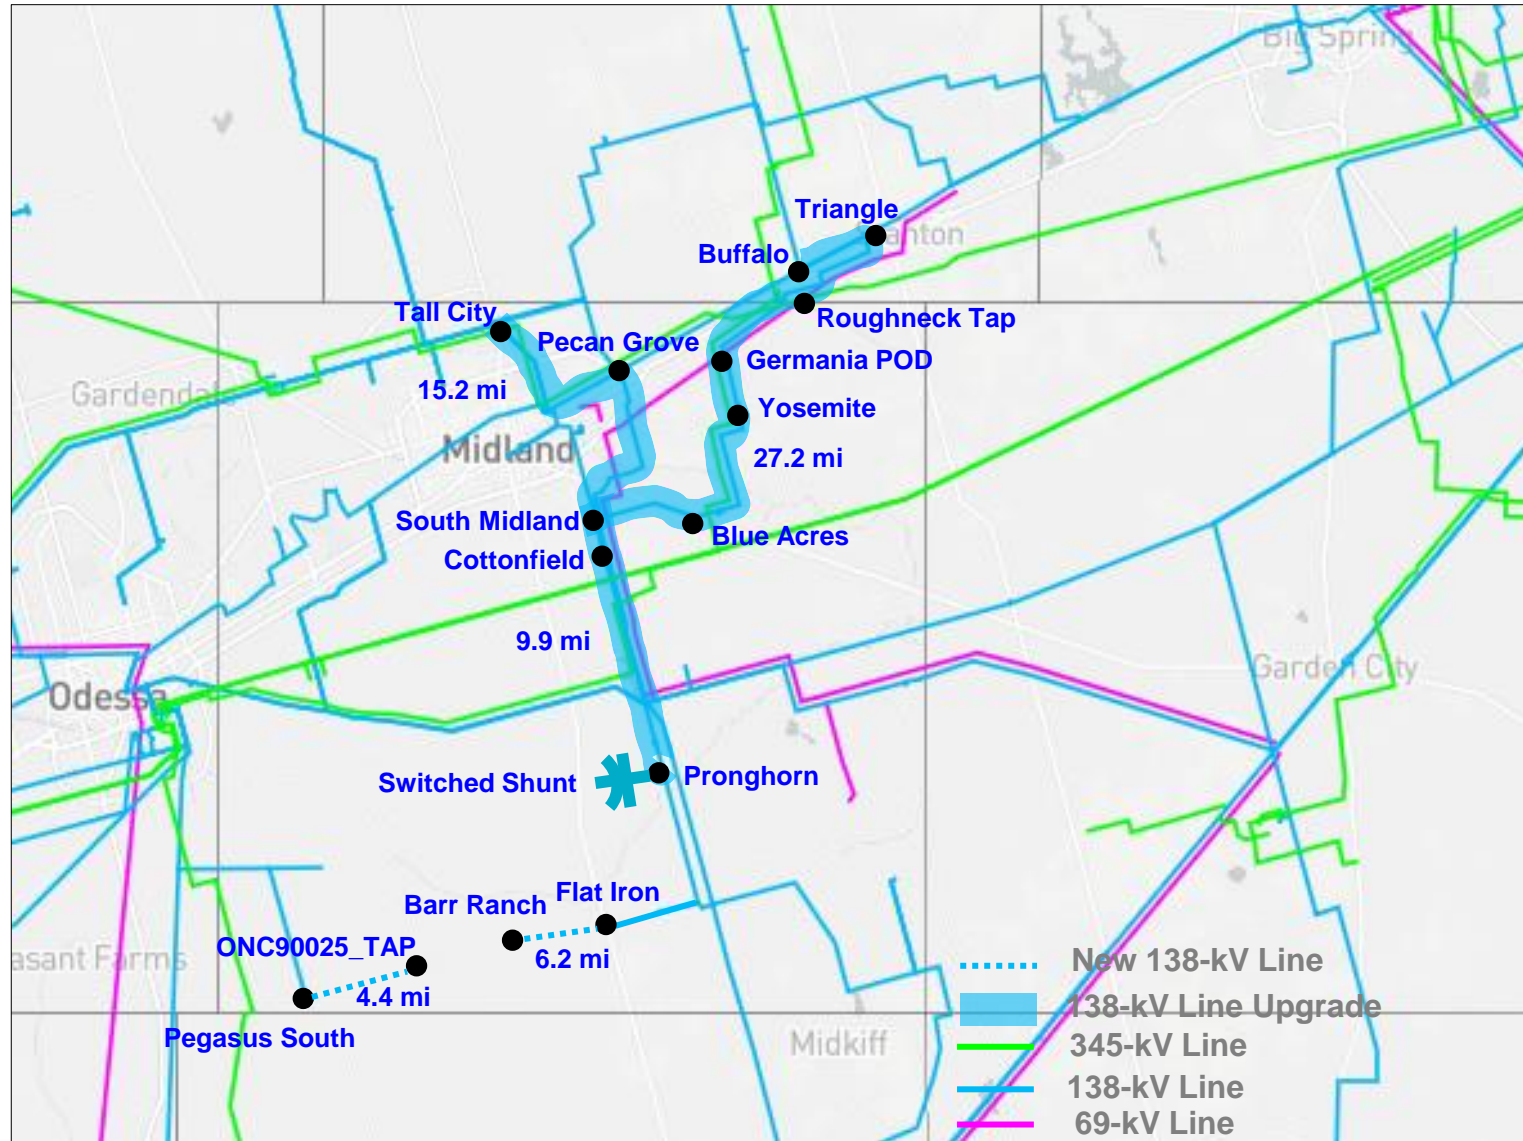 Big Spring
Triangle
Stanton
Buffalo
Tall City
Roughneck Tap
Pecan Grove
Germania POD
15.2 mi
Gardendale
Yosemite
Midland
27.2 mi
South Midland
Blue Acres
Cottonfield
9.9 mi
Garden City
Odessa
Switched Shunt
Pronghorn
Flat Iron
Barr Ranch
ONC90025_TAP
asant Farms
6.2 mi
4.4 mi
Pegasus South
Midkiff
New 138-kV Line
138-kV Line Upgrade
345-kV Line
138-kV Line
69-kV Line